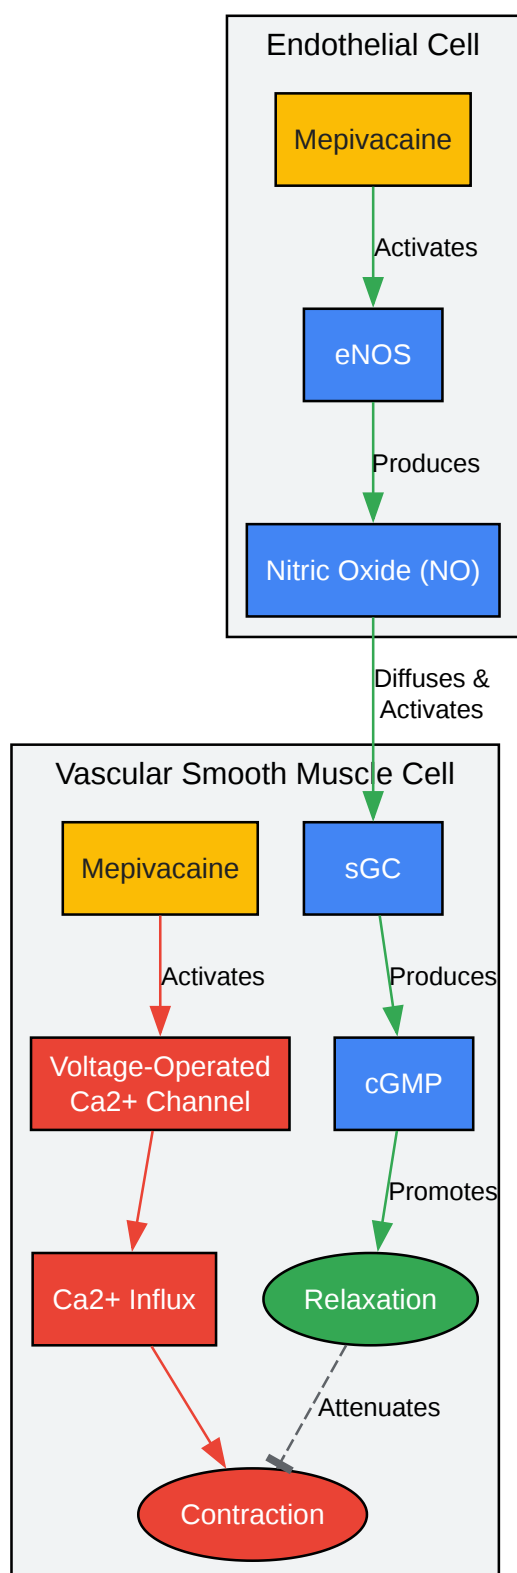 Endothelial Cell
Mepivacaine
Activates
eNOS
Produces
Nitric Oxide (NO)
Diffuses &
Activates
Vascular Smooth Muscle Cell
Mepivacaine
sGC
Activates
Produces
Voltage-Operated
Ca2+ Channel
cGMP
Promotes
Ca2+ Influx
Relaxation
Attenuates
Contraction